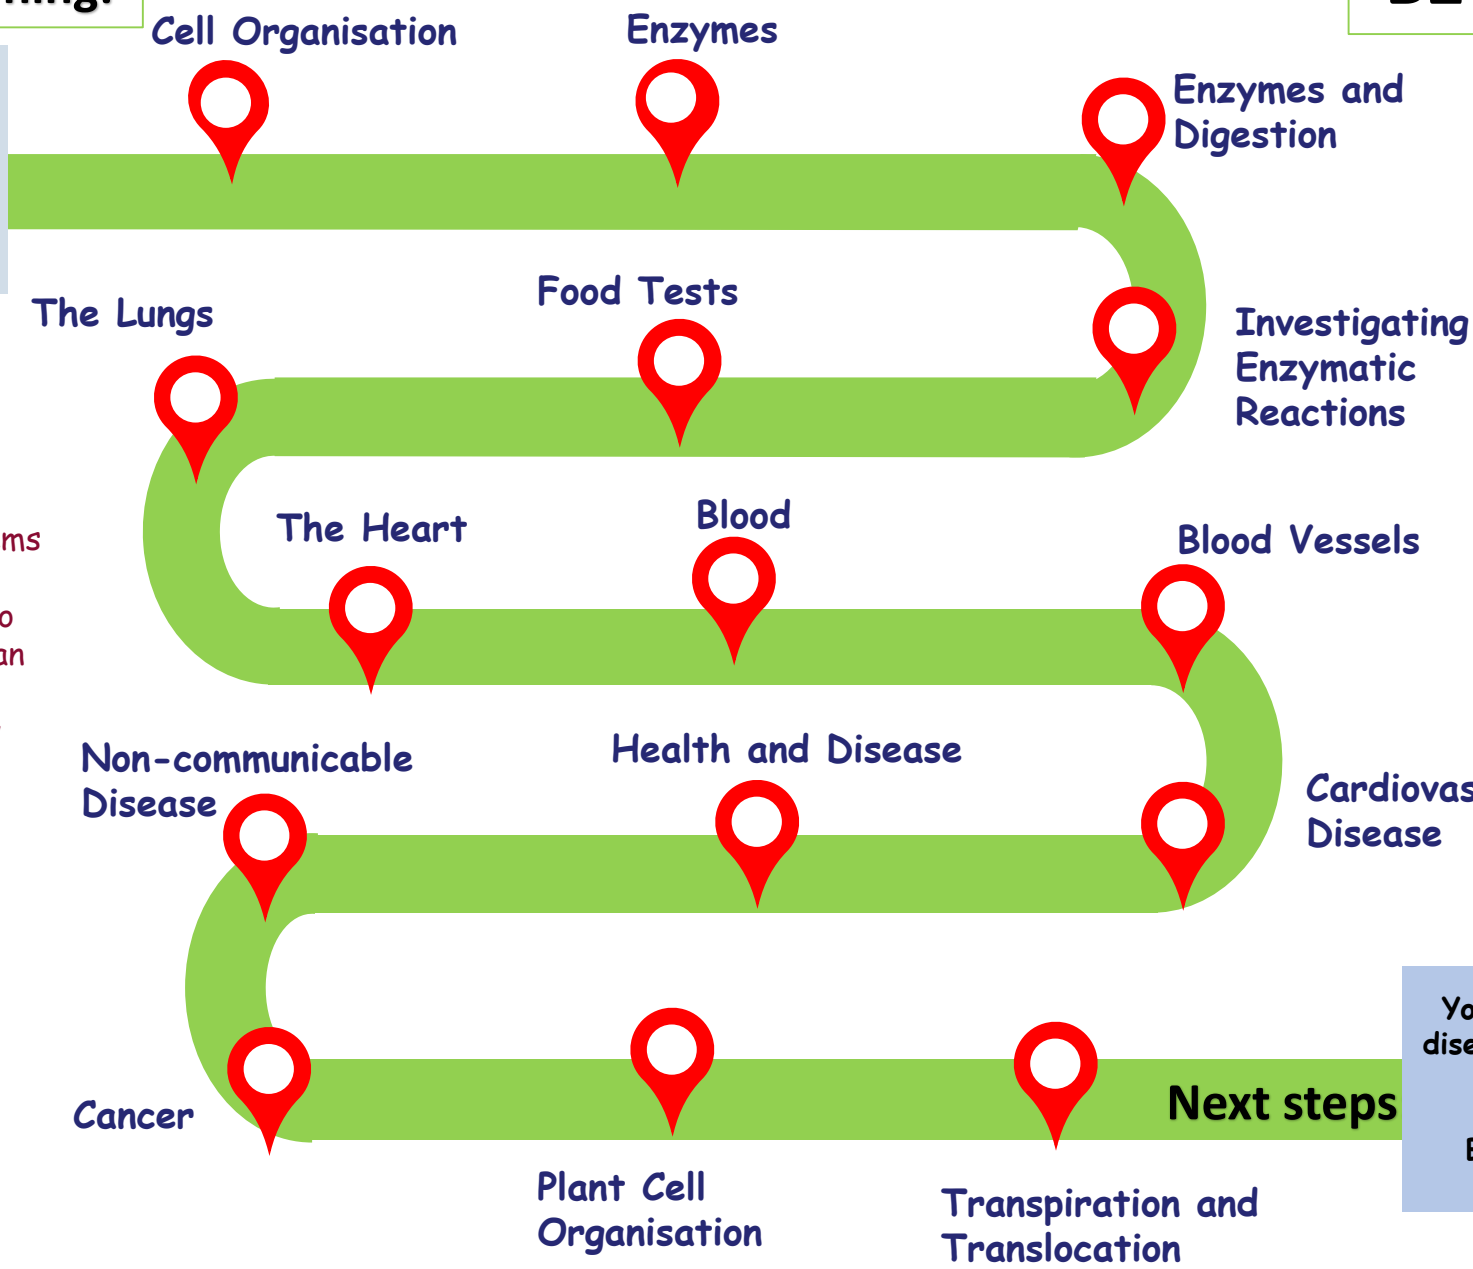 Cell Organisation
Enzymes
Enzymes and
Digestion
The Lungs
Food Tests
Investigating
Enzymatic
Reactions
The Heart
Blood
Blood Vessels
Non-communicable
Disease
Health and Disease
Disease
Cancer
Next steps
Plant Cell
Organisation
Transpiration and
Translocation